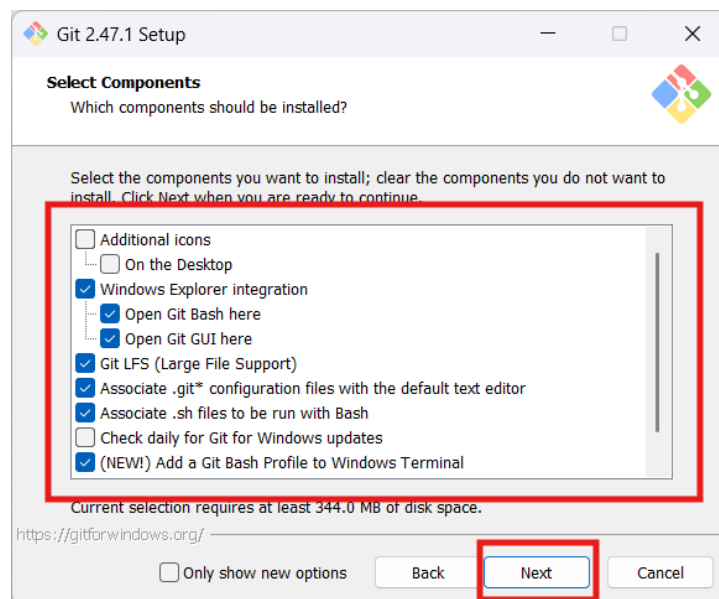 Git 2.47.1 Setup
Select Components
Which components should be installed?
Select the components you want to install; clear the components you do not want to
install. Click Next when you are ready to continue.
Additional icons
On the Desktop
Windows Explorer integration
Open Git Bash here
Open Git GUI here
Git LFS (Large File Support)
Associate .git* configuration files with the default text editor
Associate .sh files to be run with Bash
Check daily for Git for Windows updates
(NEW!) Add a Git Bash Profile to Windows Terminal
Current selection requires at least 344.0 MB of disk space.
https://gitforwindows.org/
Only show new options
Back
Next
Cancel